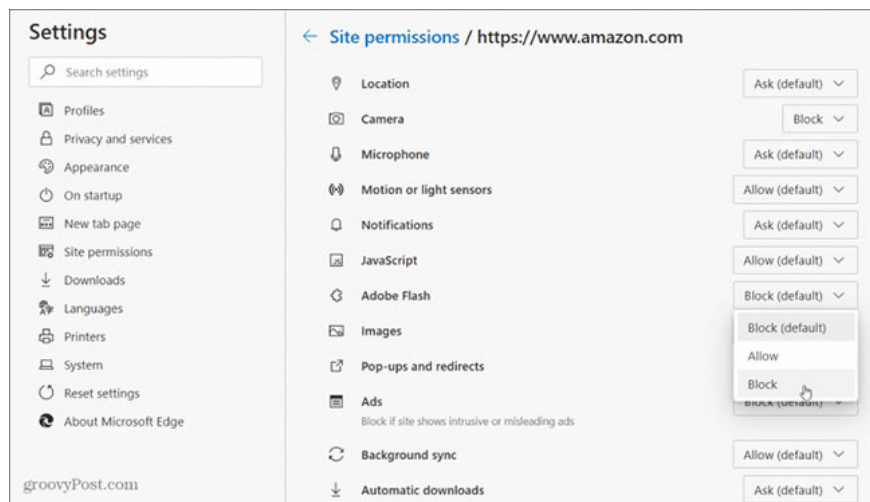 Settings
Search settings
Profiles
Privacy and services
Appearance
On startup
New tab page
Site permissions
Downloads
Languages
Printers
System
Reset settings
About Microsoft Edge
groovyPost.com
Site permissions / https://www.amazon.com
Location Ask (default)
Camera Block
Microphone Ask (default)
Motion or light sensors Allow (default)
Notifications Ask (default)
JavaScript Allow (default)
Adobe Flash Block (default)
Block (default)
Images
Allow
Pop-ups and redirects
Block
Ads Block (default)
Block if site shows intrusive or misleading ads
Background sync Allow (default)
Automatic downloads Ask (default)